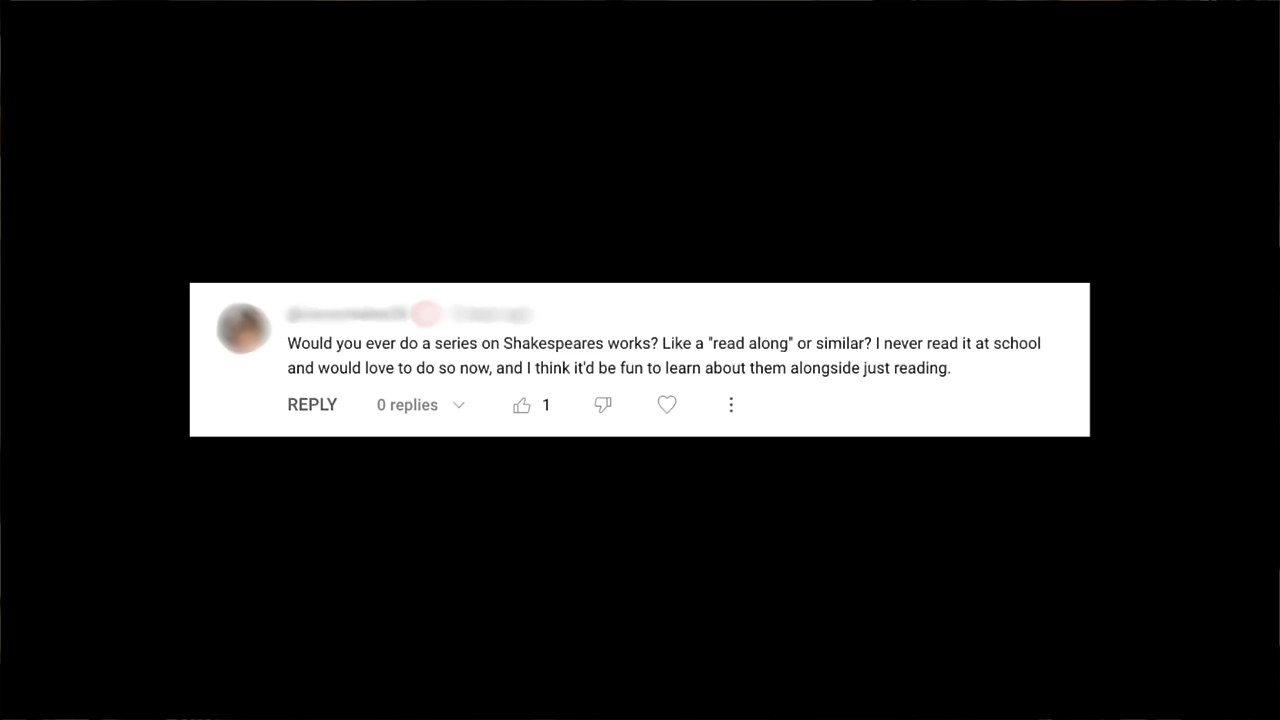 Would you ever do a series on Shakespeares works? Like a "read along" or similar? I never read it at school
and would love to do so now, and I think it'd be fun to learn about them alongside just reading.
REPLY 0 replies 1